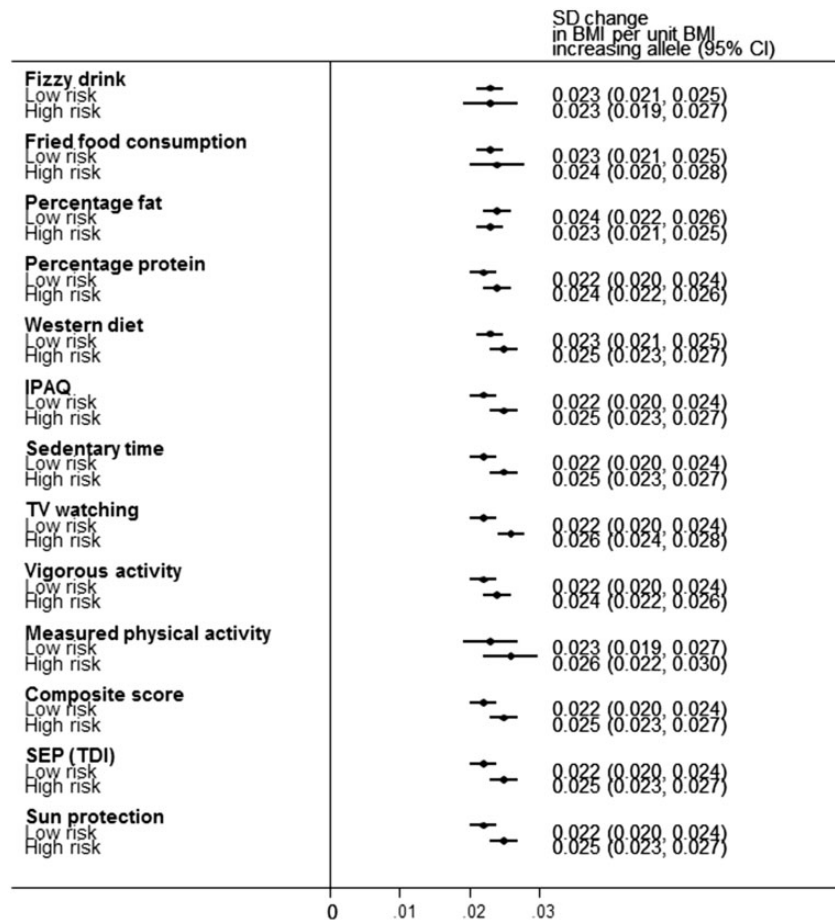 SD change
in BMI per unit BMI
increasing allele (95% CI)
Fizzy drink
Low risk 0.023 (0.021, 0.025)
High risk 0.023 (0.019, 0.027)
Fried food consumption
Low risk 0.023 (0.021, 0.025)
High risk 0.024 (0.020, 0.028)
Percentage fat
Low risk 0.024 (0.022, 0.026)
High risk 0.023 (0.021, 0.025)
Percentage protein
Low risk 0.022 (0.020, 0.024)
High risk 0.024 (0.022, 0.026)
Western diet
Low risk 0.023 (0.021, 0.025)
High risk 0.025 (0.023, 0.027)
IPAQ
Low risk 0.022 (0.020, 0.024)
High risk 0.025 (0.023, 0.027)
Sedentary time
Low risk 0.022 (0.020, 0.024)
High risk 0.025 (0.023, 0.027)
TV watching
Low risk 0.022 (0.020, 0.024)
High risk 0.026 (0.024, 0.028)
Vigorous activity
Low risk 0.022 (0.020, 0.024)
High risk 0.024 (0.022, 0.026)
Measured physical activity
Low risk 0.023 (0.019, 0.027)
High risk 0.026 (0.022, 0.030)
Composite score
Low risk 0.022 (0.020, 0.024)
High risk 0.025 (0.023, 0.027)
SEP (TDI)
Low risk 0.022 (0.020, 0.024)
High risk 0.025 (0.023, 0.027)
Sun protection
Low risk 0.022 (0.020, 0.024)
High risk 0.025 (0.023, 0.027)
0 .01 .02 .03